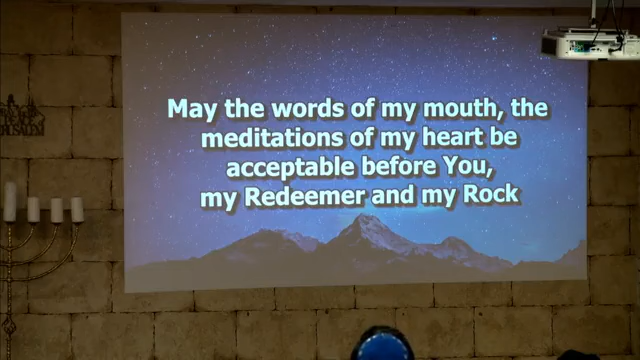 May the words of my mouth, the
meditations of my heart be
acceptable before You,
my Redeemer and my Rock